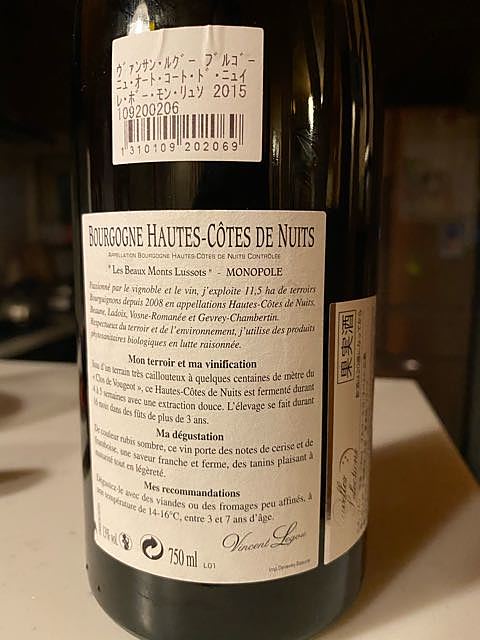 ヴァンサン・ルグー ブルゴー
ニュ・オート・コート・ド・ニュイ
レ・ボー・モン・リュソ 2015
109200206
1310109202069
BOURGOGNE HAUTES-CÔTES DE NUITS
APPELLATION BOURGOGNE HAUTES-CÔTES DE NUITS CONTRÔLÉE
"Les Beaux Monts Lussots" - MONOPOLE
Passionné par le vignoble et le vin, j'exploite 11,5 ha de terroirs
Bourguignons depuis 2008 en appellations Hautes-Côtes de Nuits,
Beaune, Ladoix, Vosne-Romanée et Gevrey-Chambertin.
Respectueux du terroir et de l'environnement, j'utilise des produits
phytosanitaires biologiques en lutte raisonnée.
Mon terroir et ma vinification
d'un terrain très caillouteux à quelques centaines de mètre du
« Clos de Vougeot », ce Hautes-Côtes de Nuits est fermenté durant
4 à 5 semaines avec une extraction douce. L'élevage se fait durant
16 mois dans des fûts de plus de 3 ans.
Ma dégustation
De couleur rubis sombre, ce vin porte des notes de cerise et de
framboise, une saveur franche et ferme, des tanins plaisant à
tout en légèreté.
Mes recommandations
Dégustez-le avec des viandes ou des fromages peu affinés, à
une température de 14-16°C, entre 3 et 7 ans d'âge.
13% vol.
750 ml
L01
Vincent Legou
果実酒